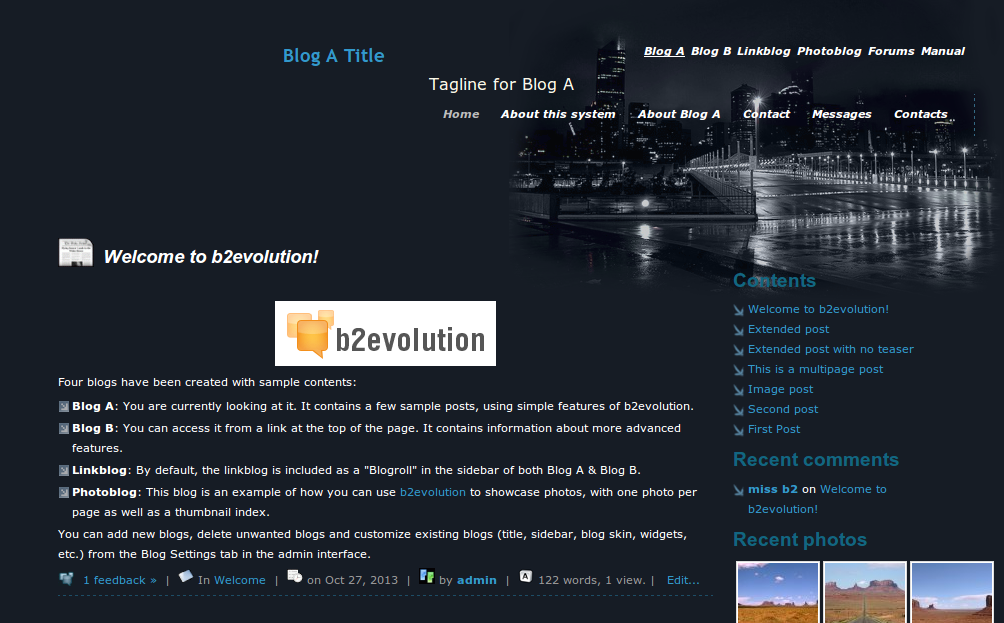 Blog A Title
Blog A Blog B Linkblog Photoblog Forums Manual
Tagline for Blog A
Home About this system About Blog A Contact Messages Contacts
Welcome to b2evolution!
b2evolution
Four blogs have been created with sample contents:
Blog A: You are currently looking at it. It contains a few sample posts, using simple features of b2evolution.
Blog B: You can access it from a link at the top of the page. It contains information about more advanced
features.
Linkblog: By default, the linkblog is included as a "Blogroll" in the sidebar of both Blog A & Blog B.
Photoblog: This blog is an example of how you can use b2evolution to showcase photos, with one photo per
page as well as a thumbnail index.
You can add new blogs, delete unwanted blogs and customize existing blogs (title, sidebar, blog skin, widgets,
etc.) from the Blog Settings tab in the admin interface.
1 feedback » | In Welcome | on Oct 27, 2013 | by admin | A 122 words, 1 view. | Edit...
Contents
Welcome to b2evolution!
Extended post
Extended post with no teaser
This is a multipage post
Image post
Second post
First Post
Recent comments
miss b2 on Welcome to
b2evolution!
Recent photos